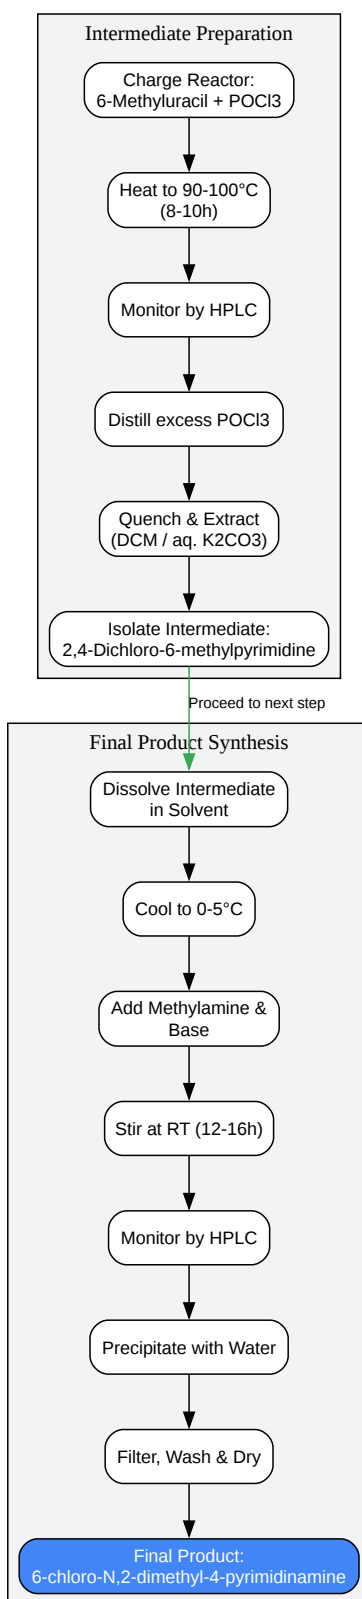 Intermediate Preparation
Charge Reactor:
6-Methyluracil + POCl3
Heat to 90-100°C
(8-10h)
Monitor by HPLC
Distill excess POCl3
Quench & Extract
(DCM / aq. K2CO3)
Isolate Intermediate:
2,4-Dichloro-6-methylpyrimidine
Proceed to next step
Final Product Synthesis
Dissolve Intermediate
in Solvent
Cool to 0-5°C
Add Methylamine &
Base
Stir at RT (12-16h)
Monitor by HPLC
Precipitate with Water
Filter, Wash & Dry
Final Product:
6-chloro-N,2-dimethyl-4-pyrimidinamine